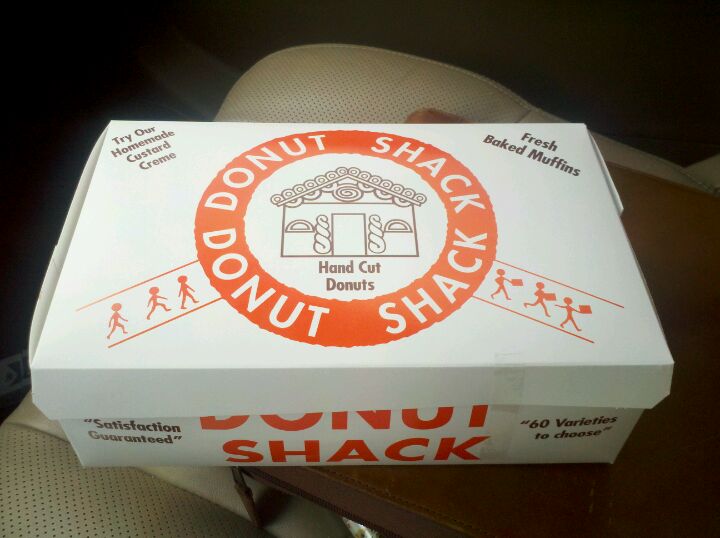 Try Our
Homemade
Custard
Creme
Fresh
Baked Muffins
DONUT SHACK
Hand Cut
Donuts
DONUT SHACK
"Satisfaction
Guaranteed"
DONUT
SHACK
"60 Varieties
to choose"